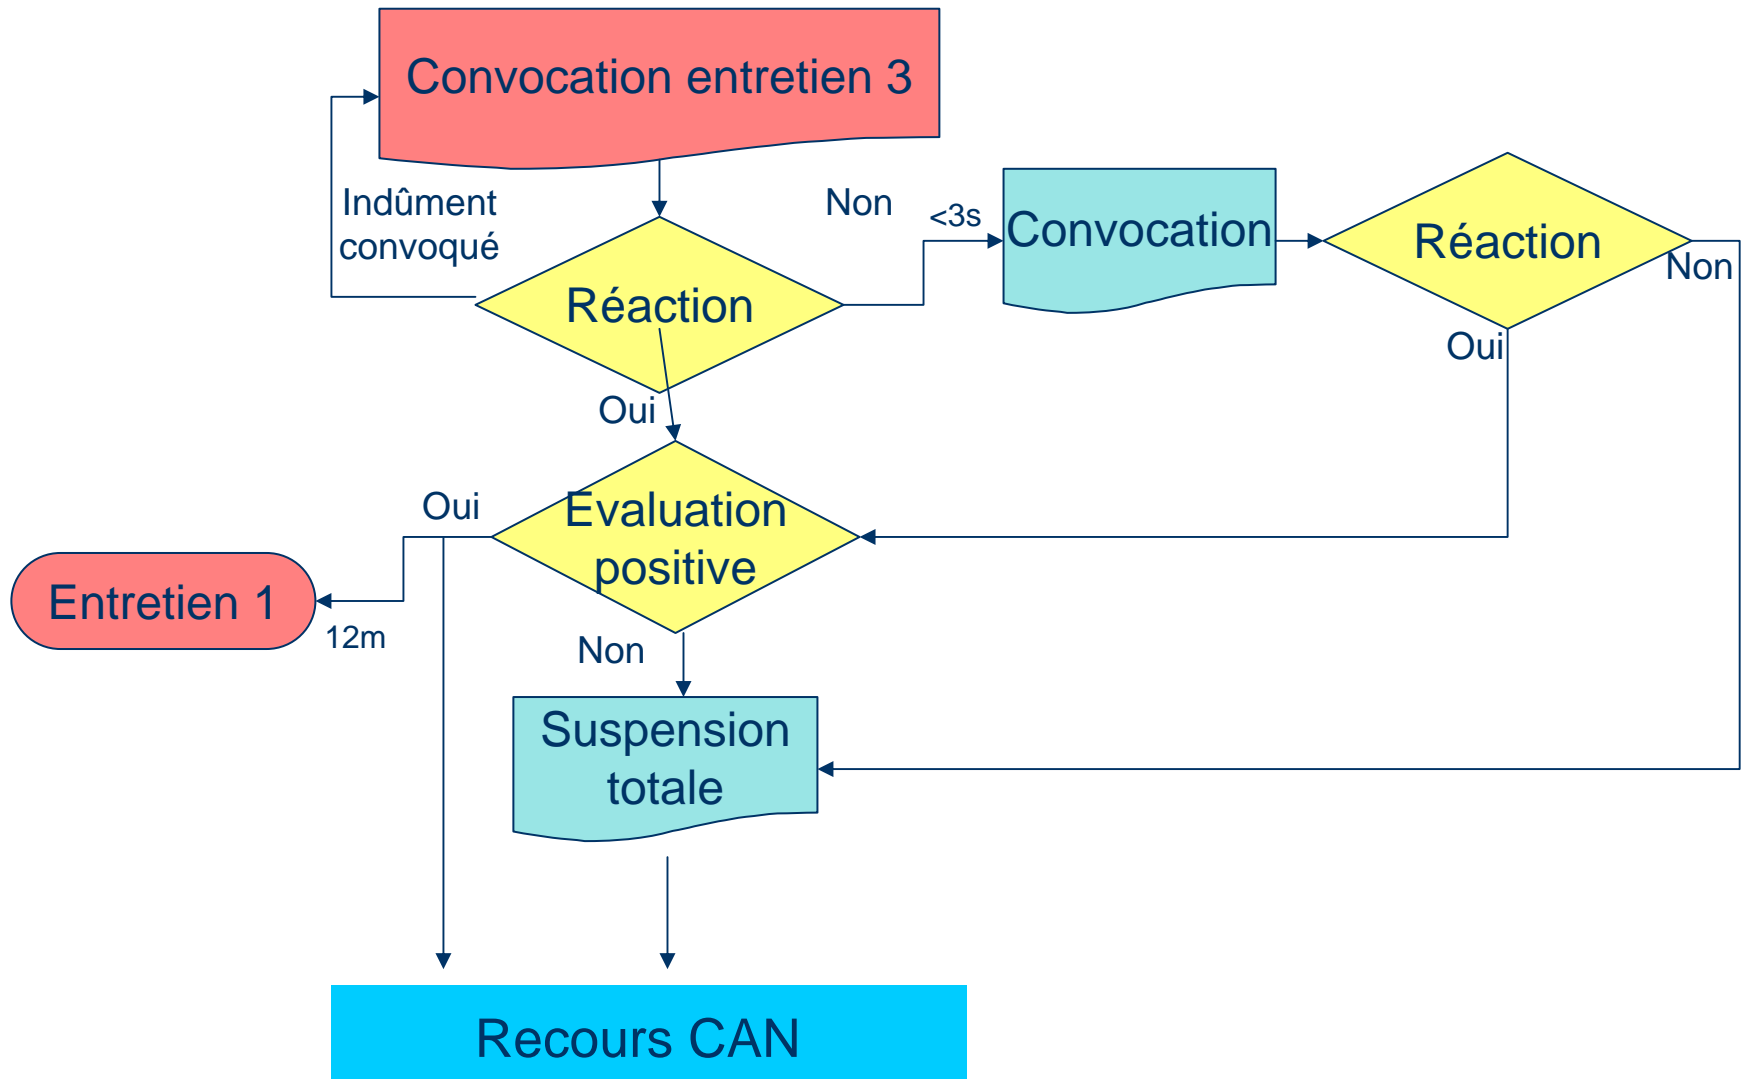 Convocation entretien 3
Indûment
convoqué
Non
<3s
Convocation
Réaction
Non
Réaction
Oui
Oui
Oui
Evaluation
positive
Entretien 1
12m
Non
Suspension
totale
Recours CAN